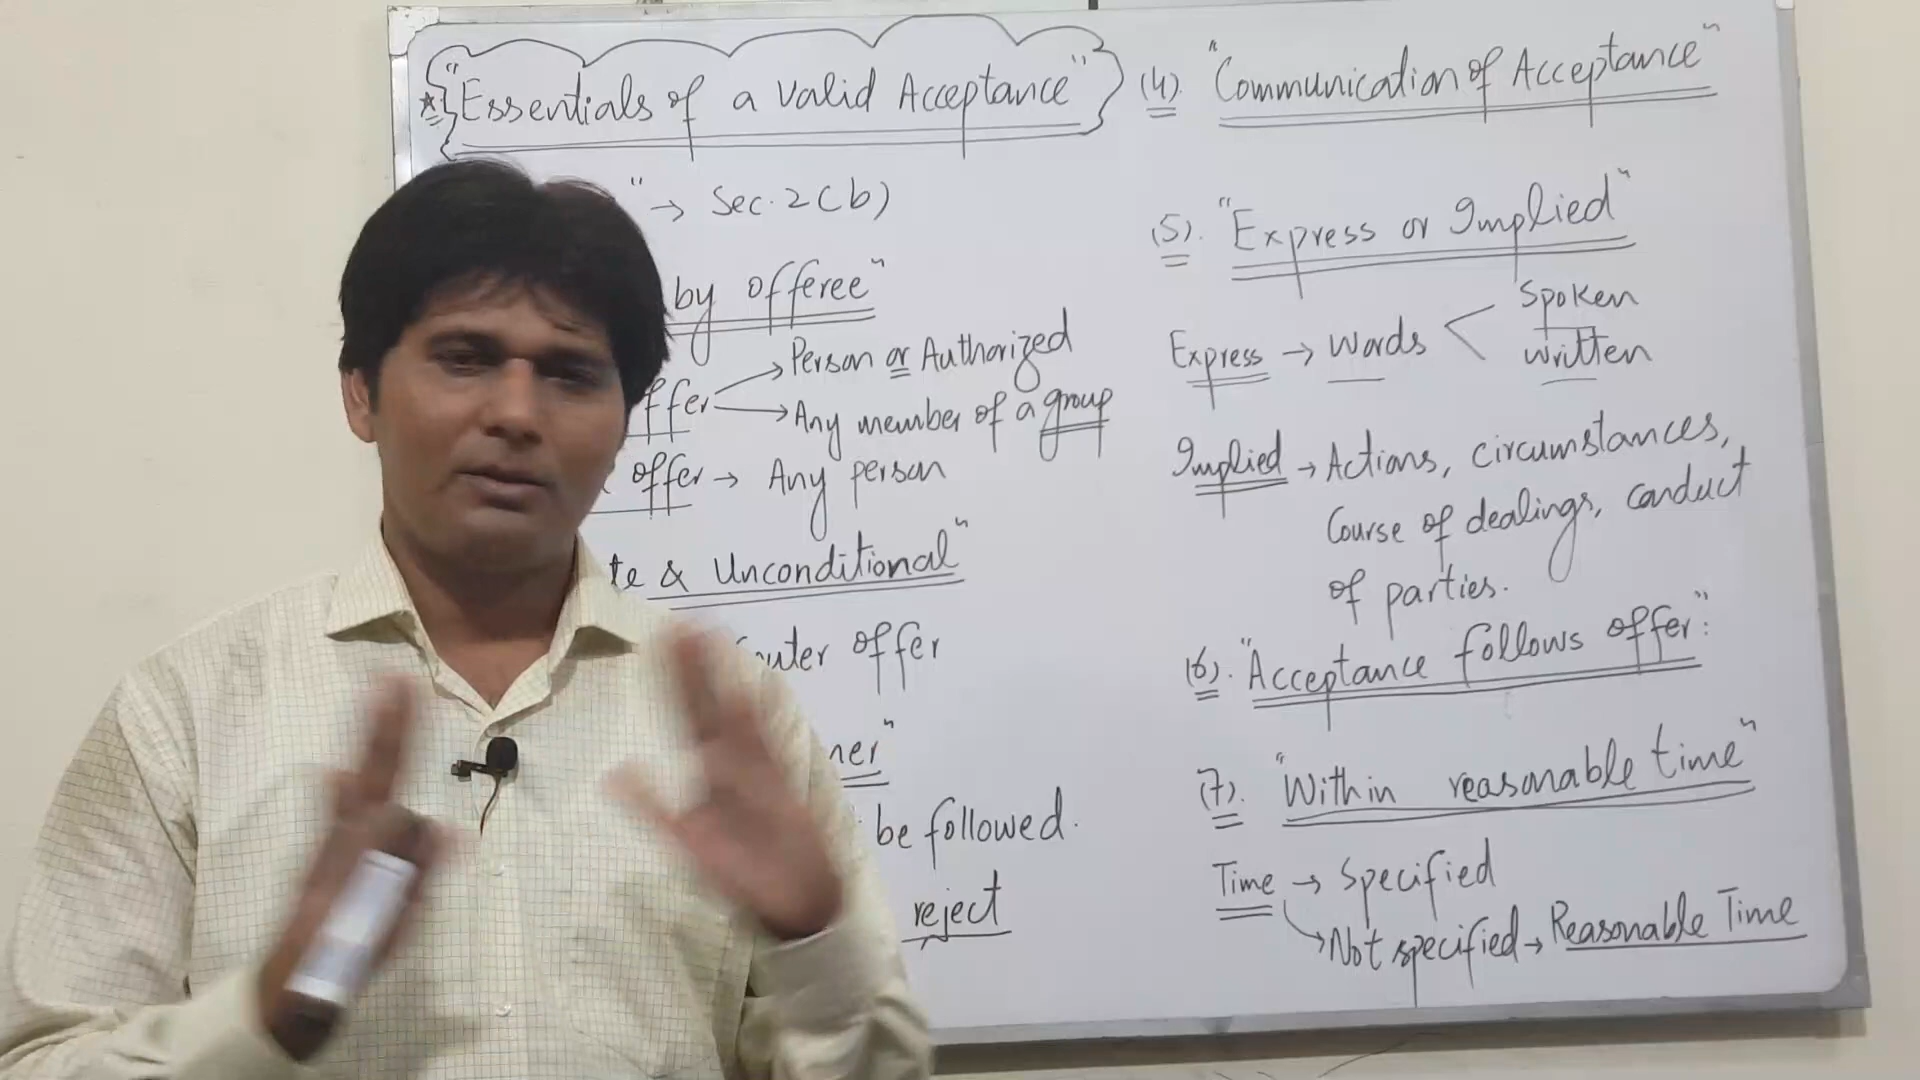 "Essentials of a Valid Acceptance"
" → Sec. 2(b)
by offeree"
→ Person or Authorized
ffer → Any member of a group
offer → Any person
te & Unconditional"
unter offer
ner"
be followed.
reject
(4). "Communication of Acceptance"
(5). "Express or Implied"
Express → Words < Spoken
Written
Implied → Actions, circumstances,
Course of dealings, conduct
of parties.
(6). "Acceptance follows offer":
(7). "Within reasonable time"
Time → Specified
→ Not specified → Reasonable Time